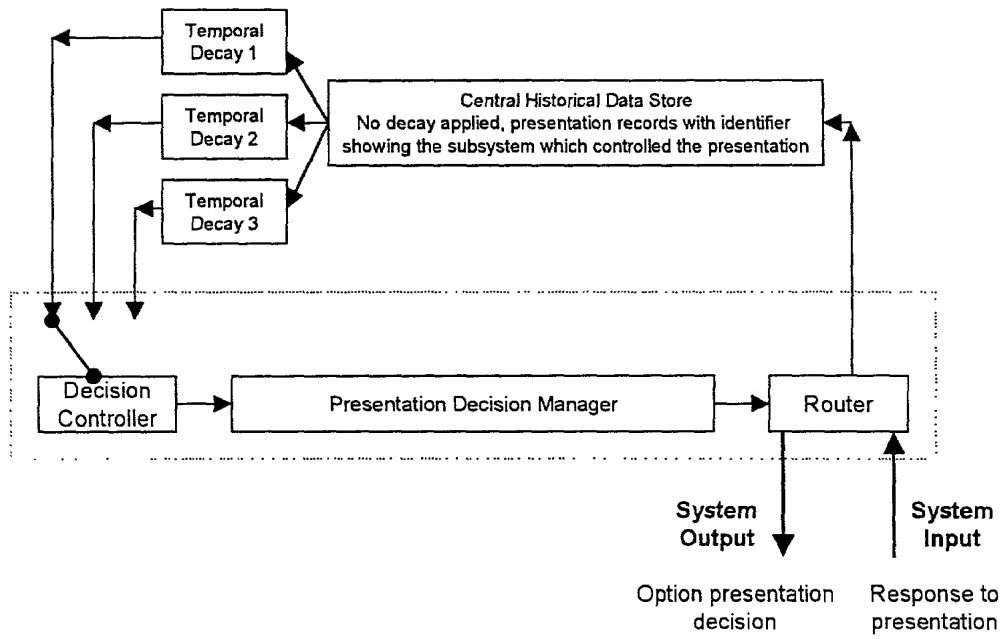 Temporal
Decay 1
Central Historical Data Store
No decay applied, presentation records with identifier
showing the subsystem which controlled the presentation
Temporal
Decay 2
Temporal
Decay 3
Decision
Controller
Presentation Decision Manager
Router
System
Output
System
Input
Option presentation
decision
Response to
presentation